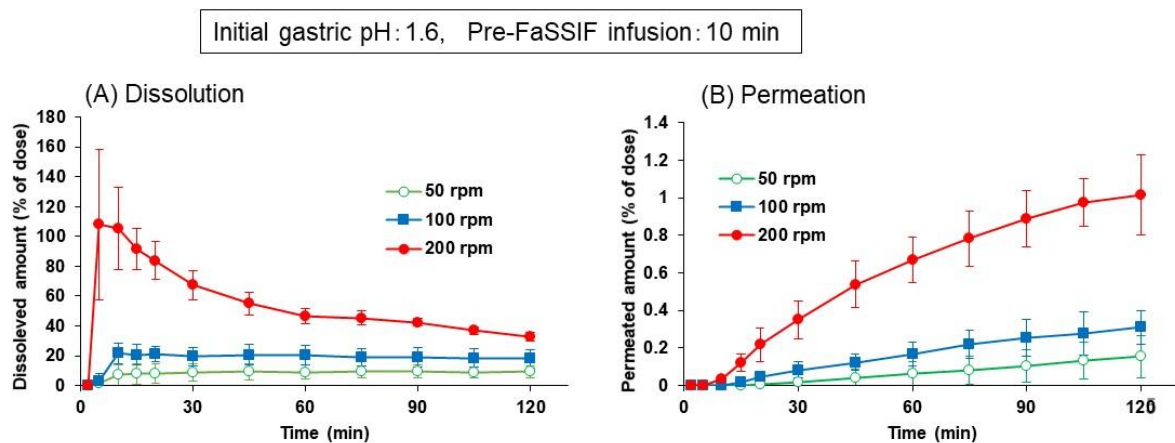 Initial gastric pH：1.6, Pre-FaSSIF infusion：10 min
(A) Dissolution
Dissoleved amount (% of dose)
180
160
140
120
100
80
60
40
20
0
50 rpm
100 rpm
200 rpm
0
30
60
90
120
Time (min)
(B) Permeation
Permeated amount (% of dose)
1.4
1.2
1
0.8
0.6
0.4
0.2
0
50 rpm
100 rpm
200 rpm
0
30
60
90
120
Time (min)